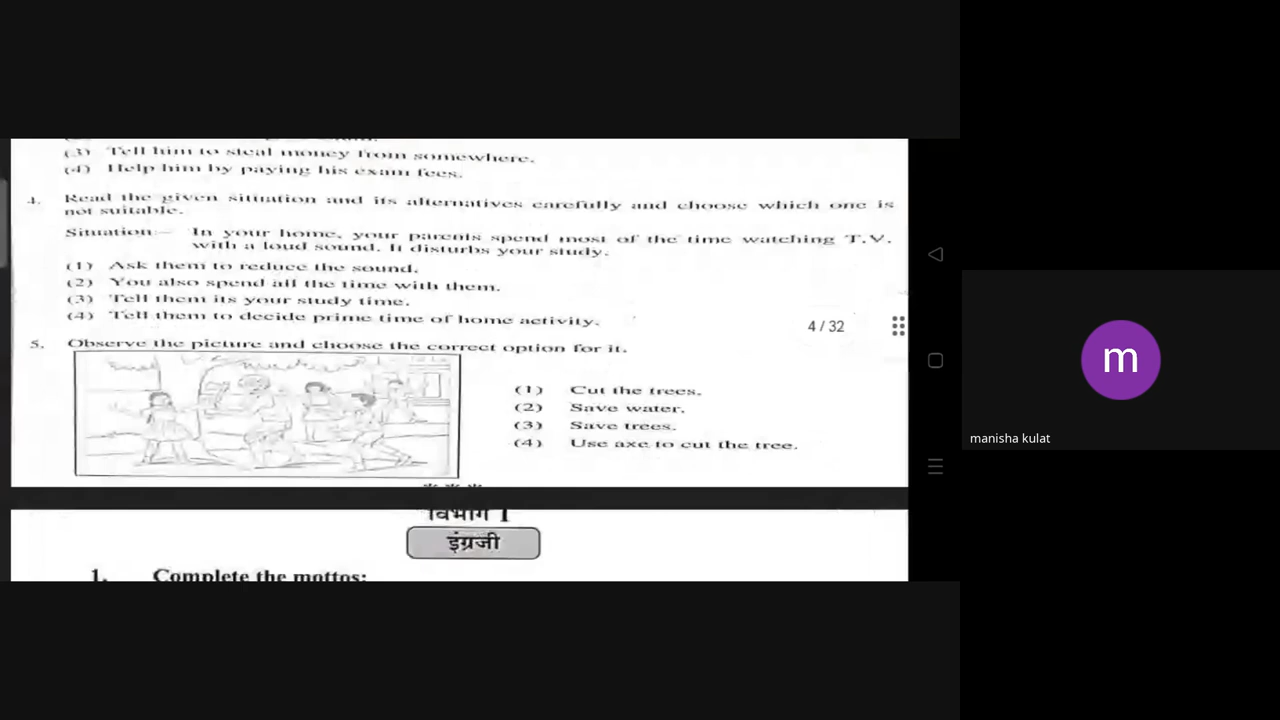 (3) Tell him to steal money from somewhere.
(4) Help him by paying his exam fees.
4. Read the given situation and its alternatives carefully and choose which one is
not suitable.
Situation:– In your home, your parents spend most of the time watching T.V.
with a loud sound. It disturbs your study.
(1) Ask them to reduce the sound.
(2) You also spend all the time with them.
(3) Tell them its your study time.
(4) Tell them to decide prime time of home activity.
4 / 32
5. Observe the picture and choose the correct option for it.
(1) Cut the trees.
(2) Save water.
(3) Save trees.
(4) Use axe to cut the tree.
* * *
विभाग I
इंग्रजी
1. Complete the mottos:
m
manisha kulat